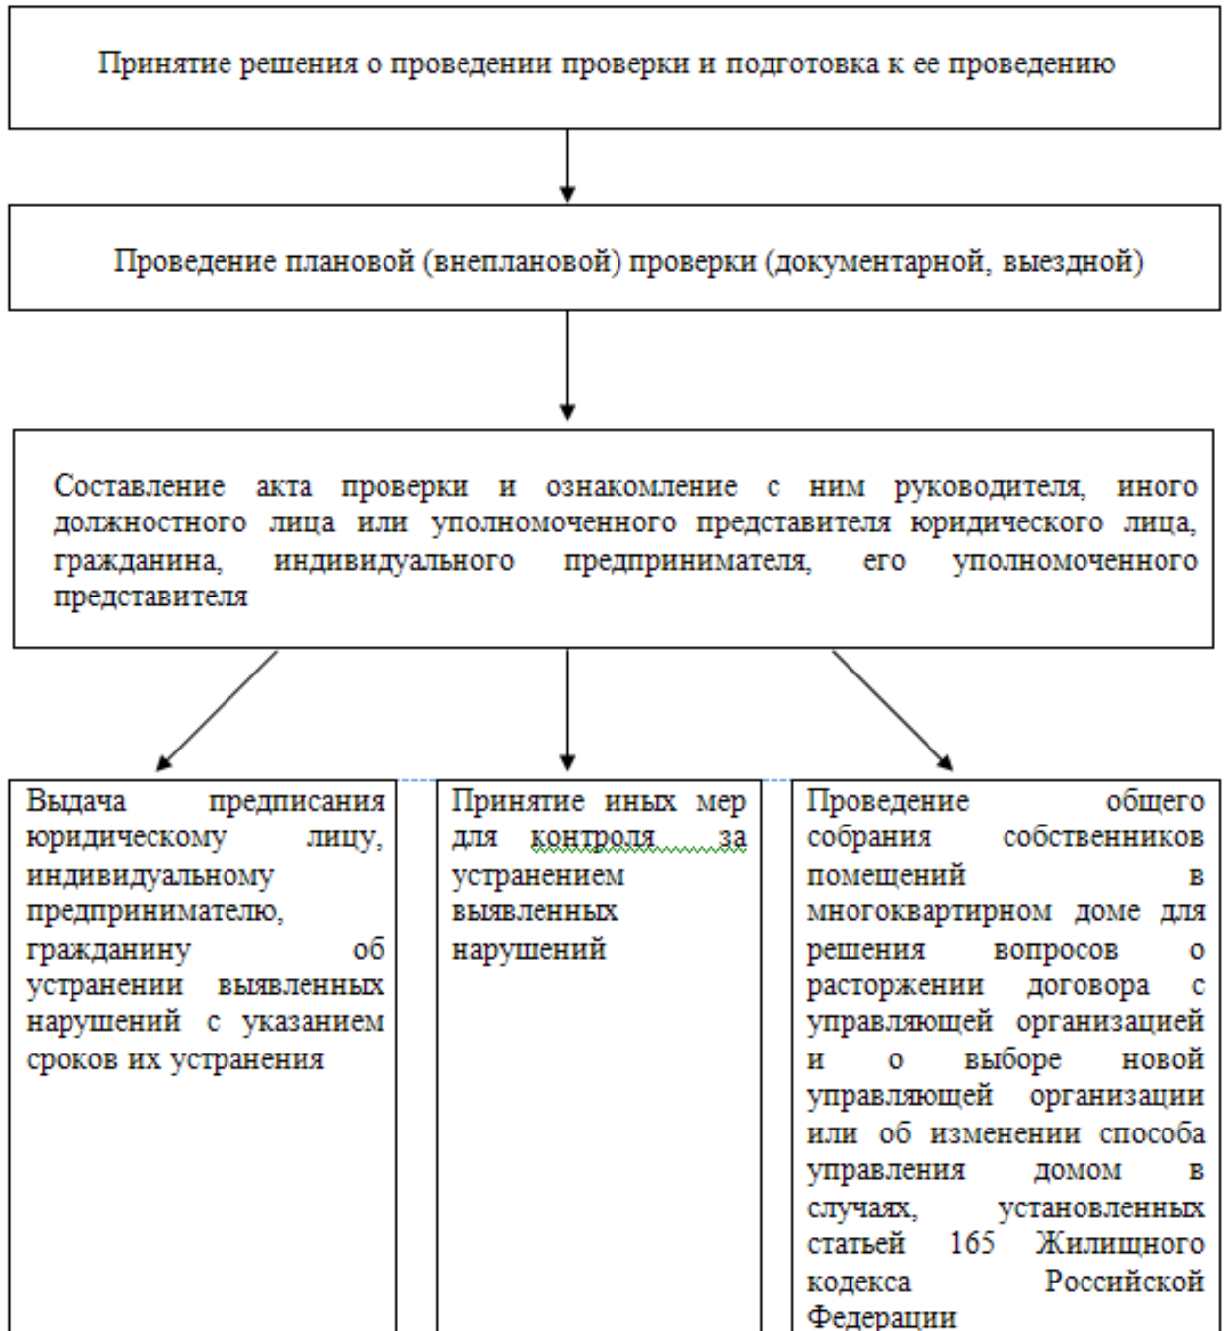 Принятие решения о проведении проверки и подготовка к ее проведению
Проведение плановой (внеплановой) проверки (документарной, выездной)
Составление акта проверки и ознакомление с ним руководителя, иного
должностного лица или уполномоченного представителя юридического лица,
гражданина, индивидуального предпринимателя, его уполномоченного
представителя
Выдача предписания
юридическому лицу,
индивидуальному
предпринимателю,
гражданину об
устранении выявленных
нарушений с указанием
сроков их устранения
Принятие иных мер
для контроля за
устранением
выявленных
нарушений
Проведение общего
собрания собственников
помещений в
многоквартирном доме для
решения вопросов о
расторжении договора с
управляющей организацией
и о выборе новой
управляющей организации
или об изменении способа
управления домом в
случаях, установленных
статьей 165 Жилищного
кодекса Российской
Федерации